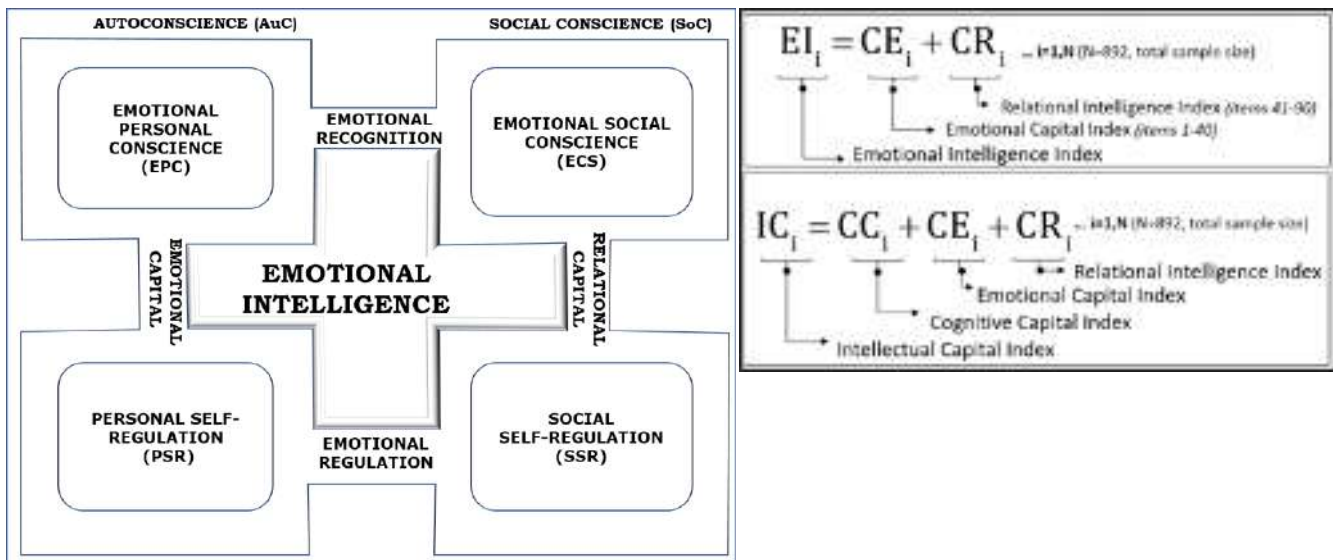 AUTOCONSCIENCE (AuC)
SOCIAL CONSCIENCE (SoC)
EMOTIONAL
PERSONAL
CONSCIENCE
(EPC)
EMOTIONAL
RECOGNITION
EMOTIONAL SOCIAL
CONSCIENCE
(ECS)
EMOTIONAL
CAPITAL
EMOTIONAL
INTELLIGENCE
RELATIONAL
CAPITAL
PERSONAL SELF-
REGULATION
(PSR)
EMOTIONAL
REGULATION
SOCIAL
SELF-REGULATION
(SSR)
EIi = CEi + CRi ... i=1,N (N=892, total sample size)
Relational Intelligence Index (items 41-90)
Emotional Capital Index (items 1-40)
Emotional Intelligence Index
ICi = CCi + CEi + CRi ... i=1,N (N=892, total sample size)
Relational Intelligence Index
Emotional Capital Index
Cognitive Capital Index
Intellectual Capital Index